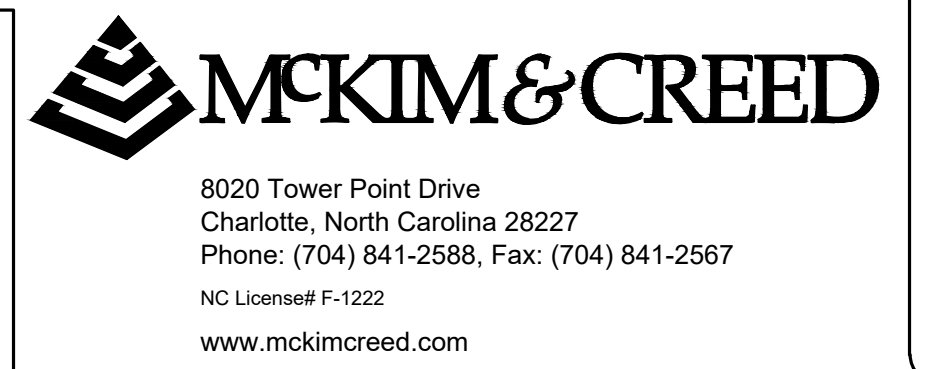 McKIM & CREED
8020 Tower Point Drive
Charlotte, North Carolina 28227
Phone: (704) 841-2588, Fax: (704) 841-2567
NC License# F-1222
www.mckimcreed.com